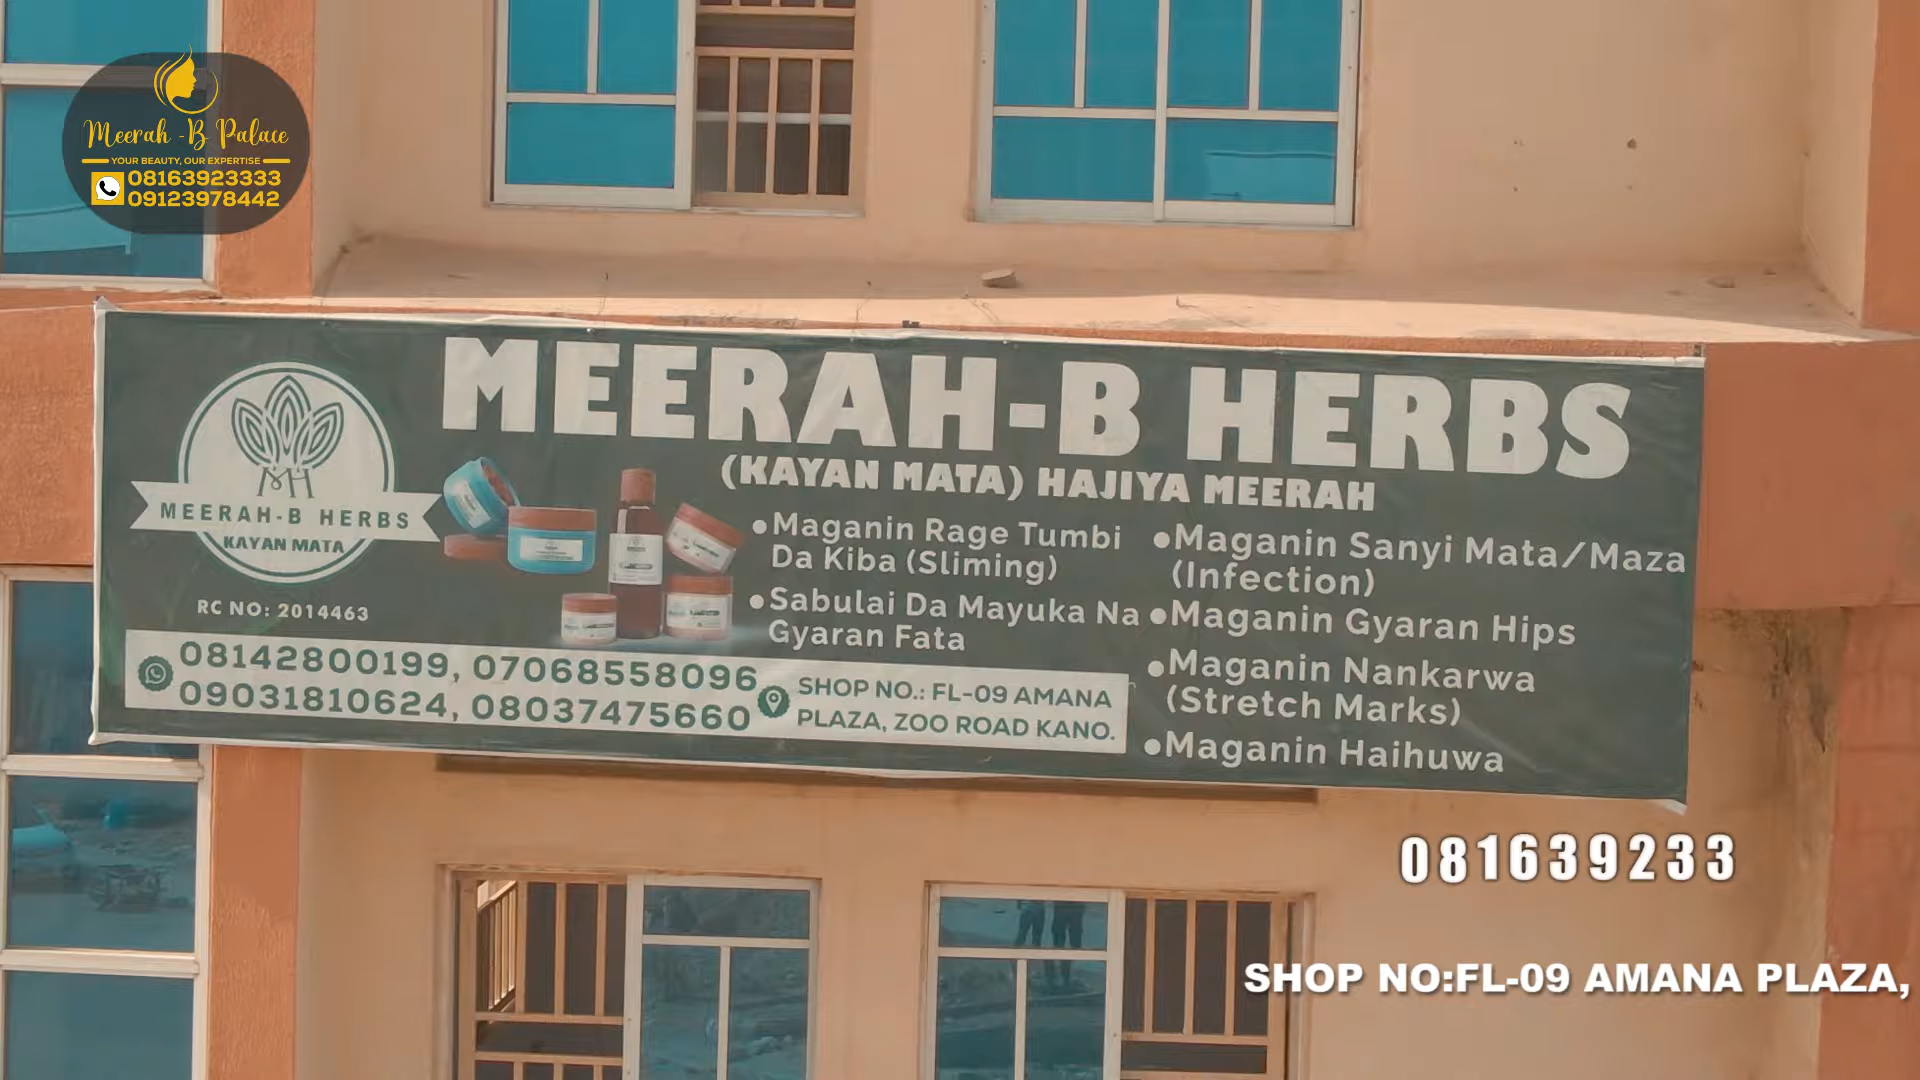 Meerah-B Palace
YOUR BEAUTY, OUR EXPERTISE
08163923333
09123978442
MEERAH-B HERBS
(KAYAN MATA) HAJIYA MEERAH
MEERAH-B HERBS
KAYAN MATA
RC NO: 2014463
•Maganin Rage Tumbi
Da Kiba (Sliming)
•Sabulai Da Mayuka Na
Gyaran Fata
•Maganin Sanyi Mata/Maza
(Infection)
•Maganin Gyaran Hips
•Maganin Nankarwa
(Stretch Marks)
•Maganin Haihuwa
08142800199, 07068558096
09031810624, 08037475660
SHOP NO.: FL-09 AMANA
PLAZA, ZOO ROAD KANO.
081639233
SHOP NO:FL-09 AMANA PLAZA,